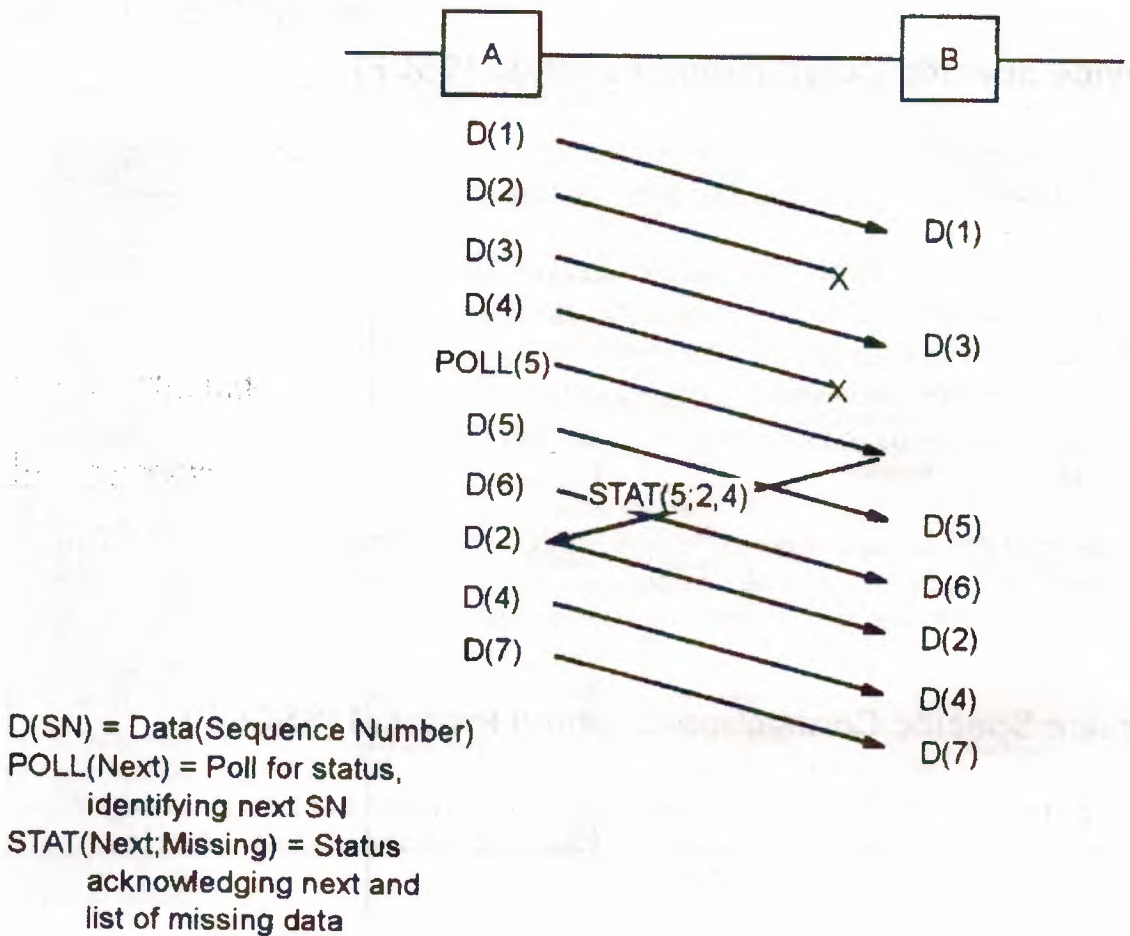 A
B
D(1)
D(2)
D(1)
D(3)
X
D(4)
D(3)
POLL(5)
X
D(5)
D(6)
STAT(5;2,4)
D(5)
D(2)
D(6)
D(4)
D(2)
D(7)
D(4)
D(SN) = Data(Sequence Number)
D(7)
POLL(Next) = Poll for status,
identifying next SN
STAT(Next;Missing) = Status
acknowledging next and
list of missing data